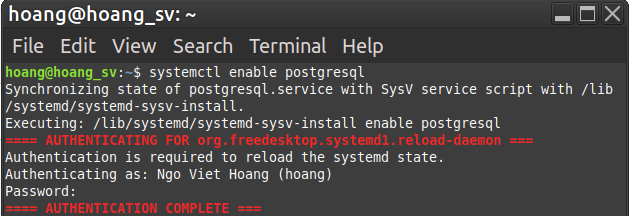 hoang@hoang_sv: ~
File Edit View Search Terminal Help
hoang@hoang_sv:~$ systemctl enable postgresql
Synchronizing state of postgresql.service with SysV service script with /lib
/systemd/systemd-sysv-install.
Executing: /lib/systemd/systemd-sysv-install enable postgresql
==== AUTHENTICATING FOR org.freedesktop.systemd1.reload-daemon ===
Authentication is required to reload the systemd state.
Authenticating as: Ngo Viet Hoang (hoang)
Password:
==== AUTHENTICATION COMPLETE ===